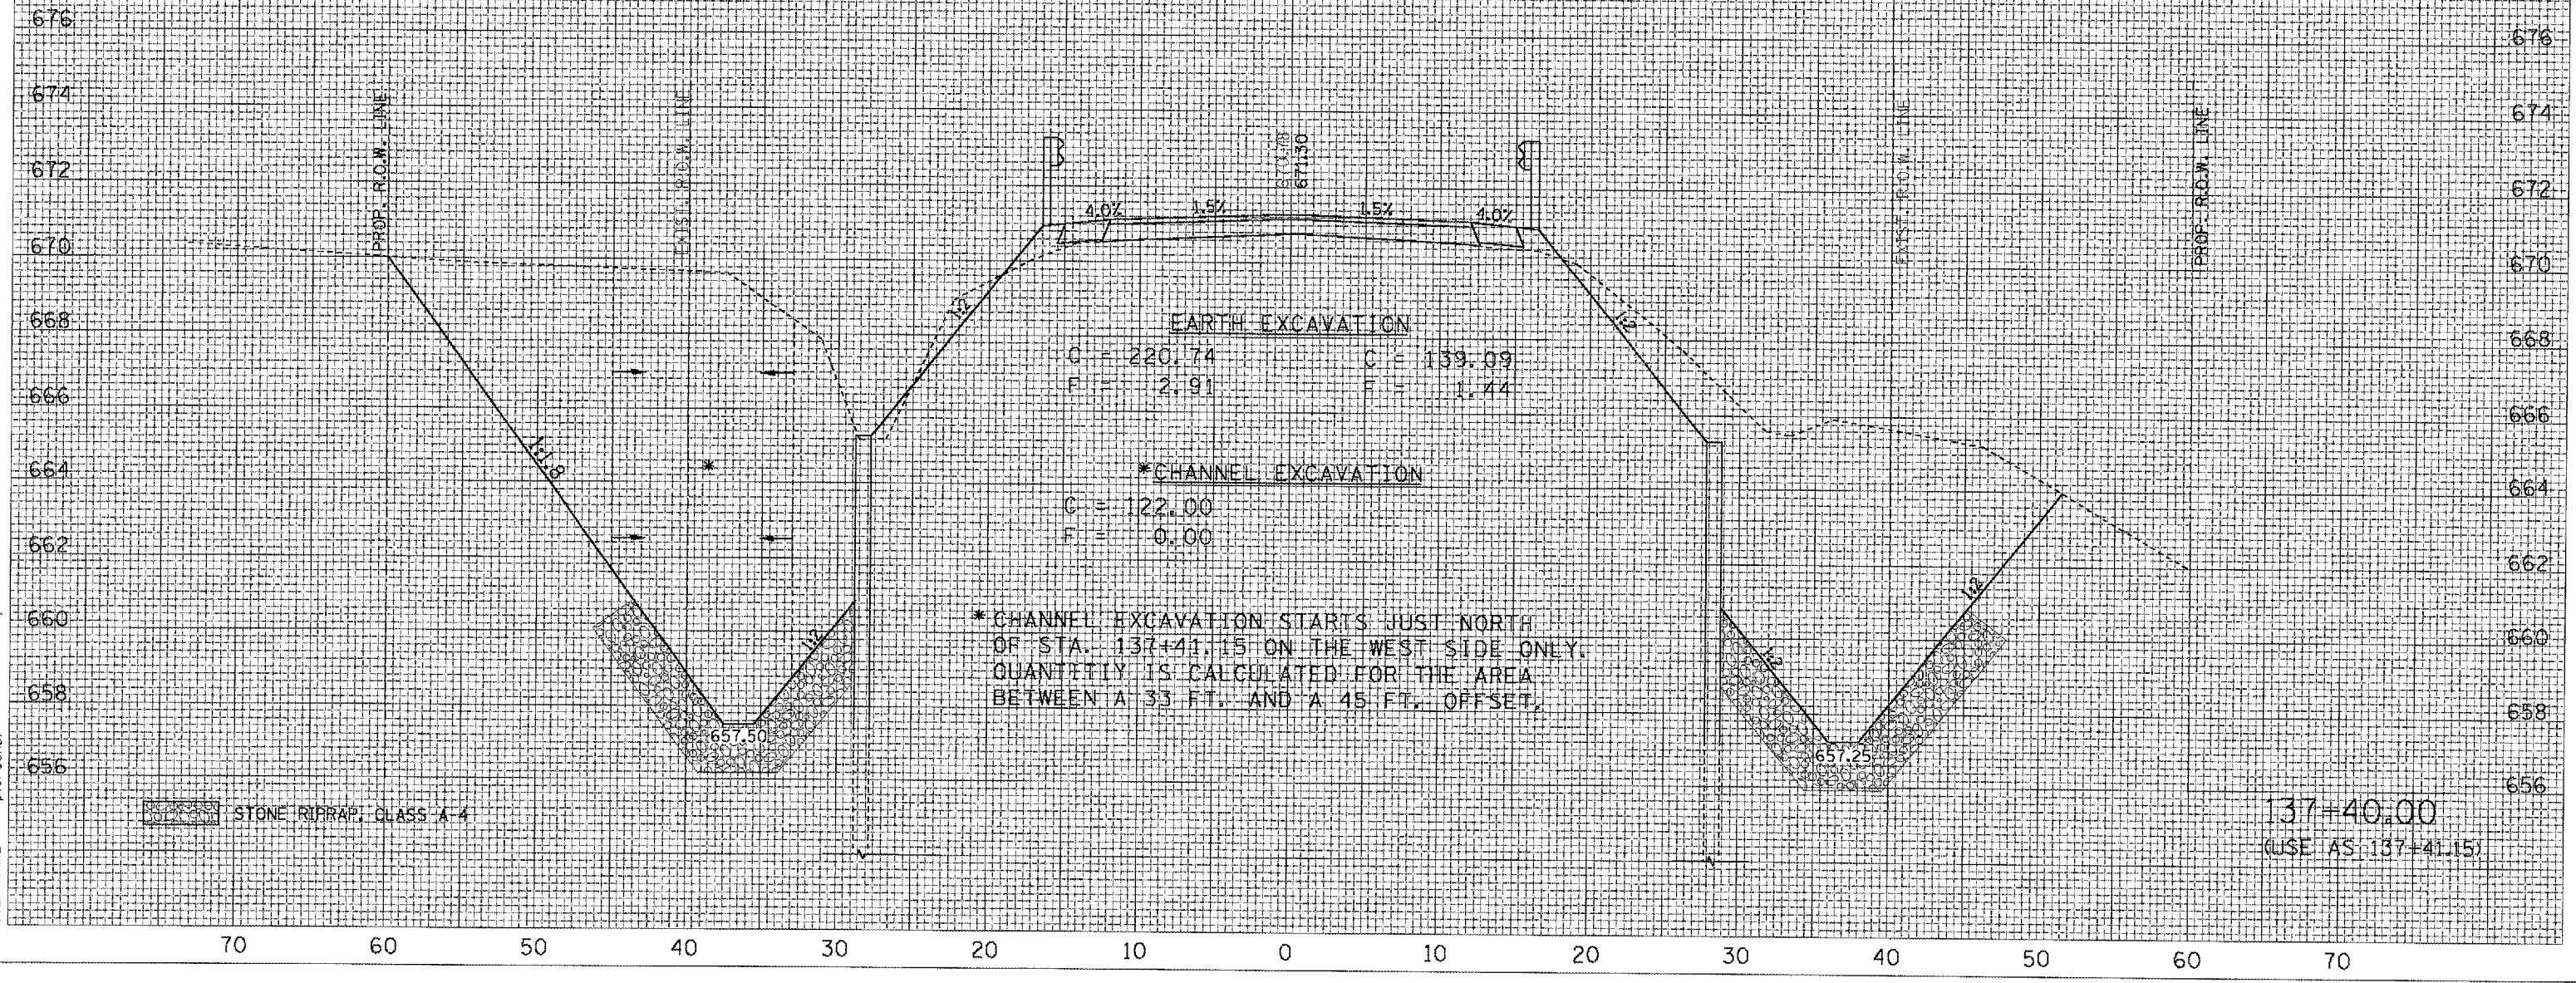 676
676
674
674
672
672
670
670
668
668
666
666
664
664
662
662
660
660
658
658
656
656
PROP. R.O.W. LINE
EXIST. R.O.W. LINE
671.30
EXIST. R.O.W. LINE
PROP. R.O.W. LINE
4.0%
1.5%
1.5%
4.0%
1:2
1:2
EARTH EXCAVATION
C = 220.74
C = 139.09
F = 2.91
F = 1.44
1:1.8
*
*CHANNEL EXCAVATION
C = 122.00
F = 0.00
1:2
1:2
1:2
* CHANNEL EXCAVATION STARTS JUST NORTH
OF STA. 137+41.15 ON THE WEST SIDE ONLY.
QUANTITIY IS CALCULATED FOR THE AREA
BETWEEN A 33 FT. AND A 45 FT. OFFSET.
657.50
657.25
STONE RIPRAP, CLASS A-4
137+40.00
(USE AS 137+41.15)
70
60
50
40
30
20
10
0
10
20
30
40
50
60
70